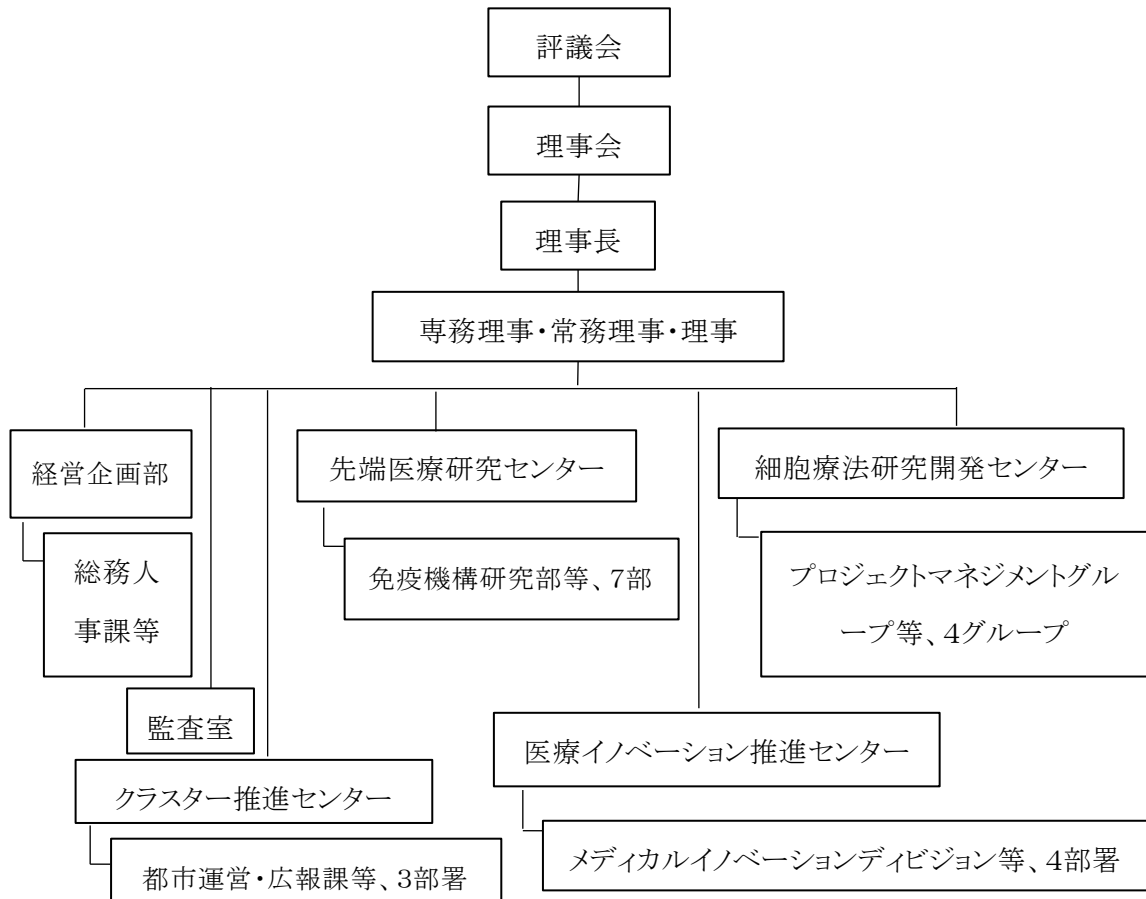 評議会
理事会
理事長
専務理事・常務理事・理事
経営企画部
総務人
事課等
監査室
クラスター推進センター
都市運営・広報課等、3部署
先端医療研究センター
免疫機構研究部等、7部
医療イノベーション推進センター
メディカルイノベーションディビジョン等、4部署
細胞療法研究開発センター
プロジェクトマネジメントグル
ープ等、4グループ